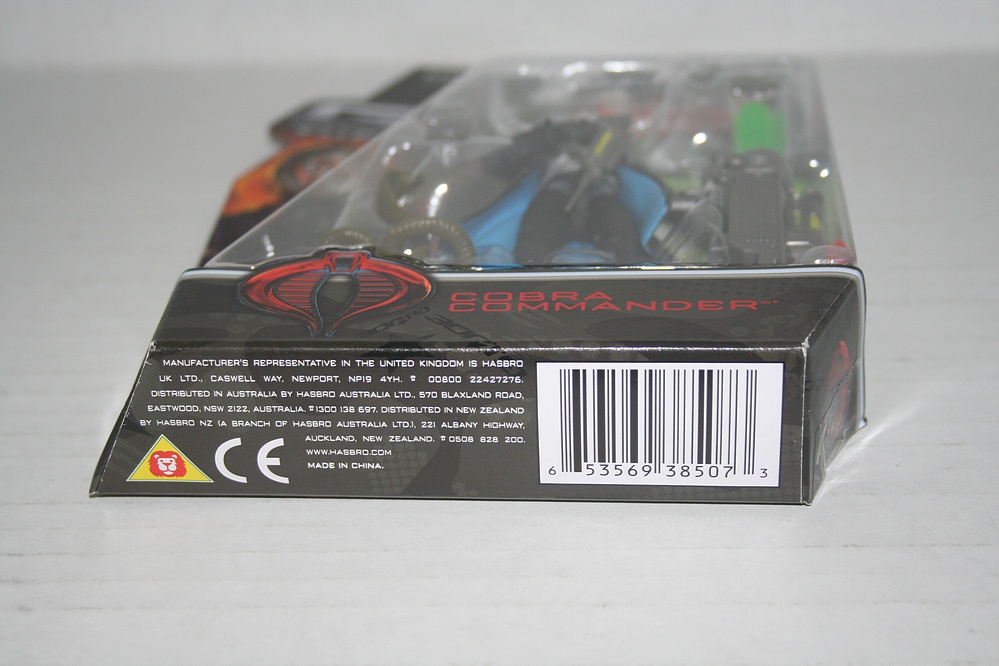 COBRA
COMMANDER™
MANUFACTURER'S REPRESENTATIVE IN THE UNITED KINGDOM IS HASBRO
UK LTD., CASWELL WAY, NEWPORT, NP19 4YH. ☎ 00800 22427276.
DISTRIBUTED IN AUSTRALIA BY HASBRO AUSTRALIA LTD., 570 BLAXLAND ROAD,
EASTWOOD, NSW 2122, AUSTRALIA. ☎1300 138 697. DISTRIBUTED IN NEW ZEALAND
BY HASBRO NZ (A BRANCH OF HASBRO AUSTRALIA LTD.), 221 ALBANY HIGHWAY,
AUCKLAND, NEW ZEALAND. ☎ 0508 828 200.
WWW.HASBRO.COM
MADE IN CHINA.
CE
6 53569 38507 3